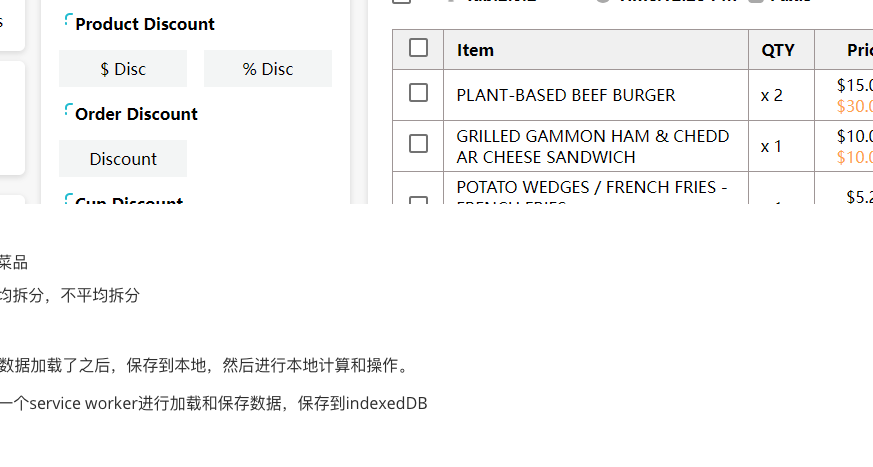 Product Discount
$ Disc
% Disc
Order Discount
Discount
Cup Discount
Item
QTY
PLANT-BASED BEEF BURGER
x 2
$15.0
$30.0
GRILLED GAMMON HAM & CHEDD
AR CHEESE SANDWICH
x 1
$10.0
$10.0
POTATO WEDGES / FRENCH FRIES -
FRENCH FRIES
$5.2
菜品
均拆分，不平均拆分
数据加载了之后，保存到本地，然后进行本地计算和操作。
一个service worker进行加载和保存数据，保存到indexedDB